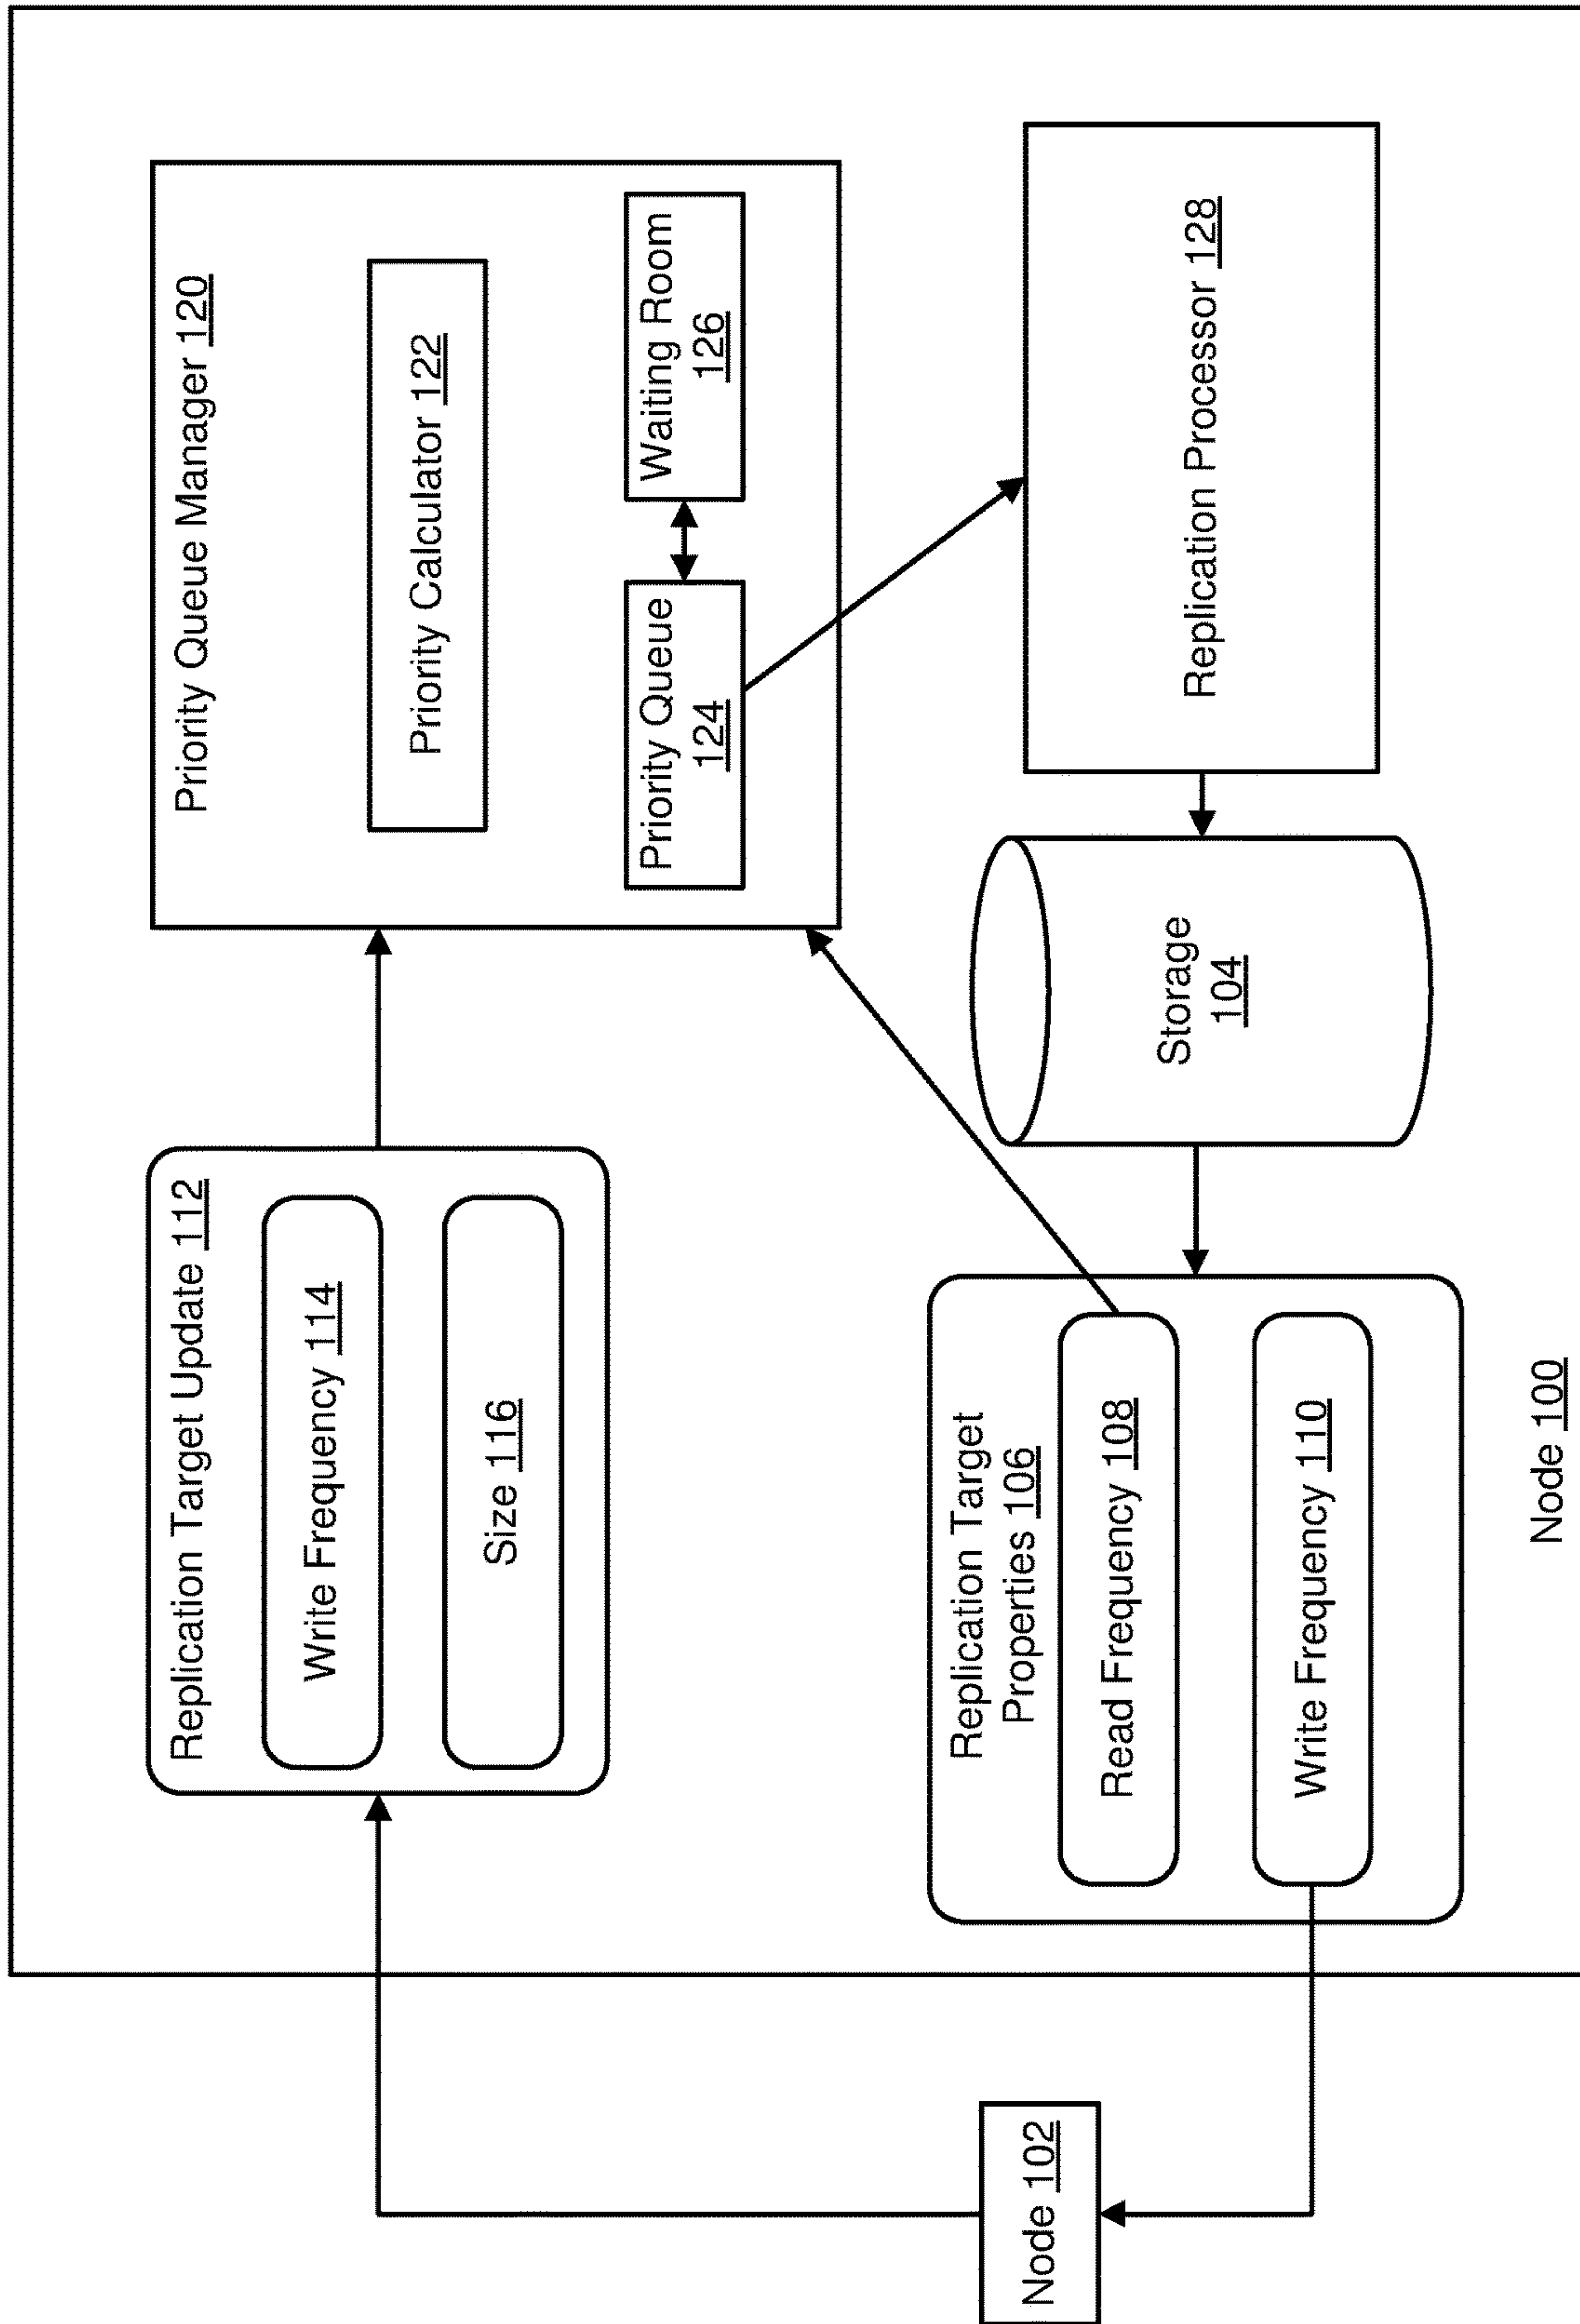 Replication Target Update 112
Write Frequency 114
Size 116
Priority Queue Manager 120
Priority Calculator 122
Priority Queue
124
Waiting Room
126
Node 102
Replication Target
Properties 106
Read Frequency 108
Write Frequency 110
Storage
104
Replication Processor 128
Node 100